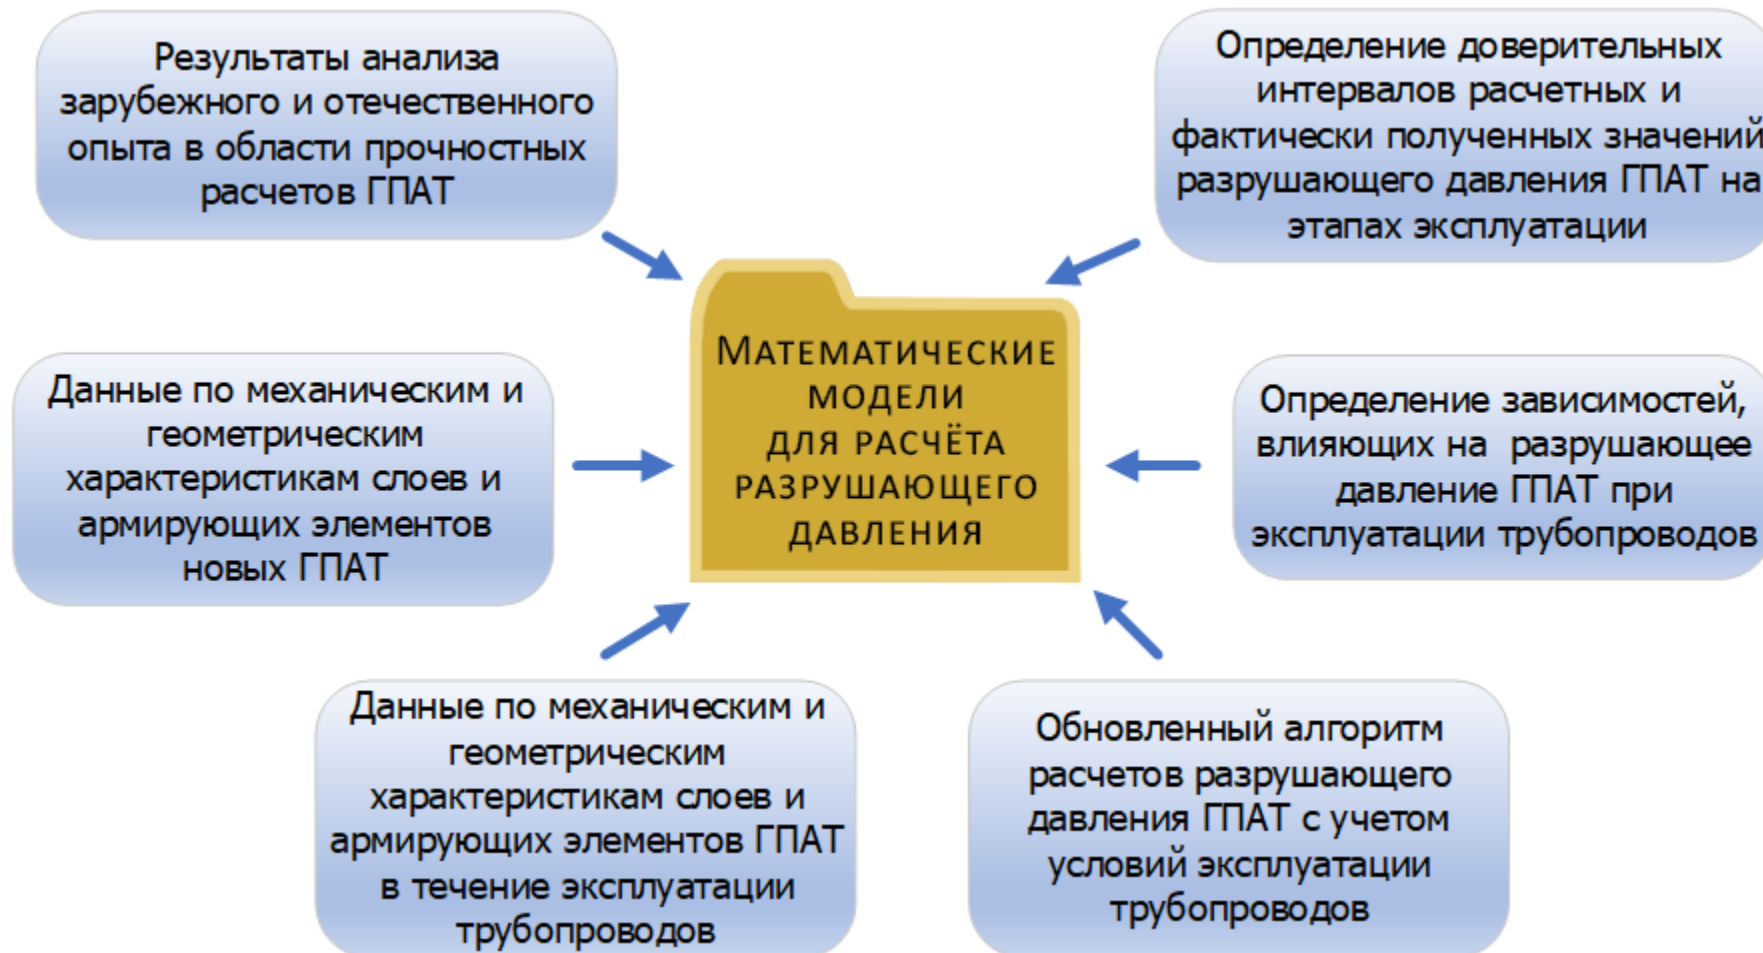 Результаты анализа
зарубежного и отечественного
опыта в области прочностных
расчетов ГПАТ
Определение доверительных
интервалов расчетных и
фактически полученных значений
разрушающего давления ГПАТ на
этапах эксплуатации
Данные по механическим и
геометрическим
характеристикам слоев и
армирующих элементов
новых ГПАТ
МАТЕМАТИЧЕСКИЕ
МОДЕЛИ
ДЛЯ РАСЧЁТА
РАЗРУШАЮЩЕГО
ДАВЛЕНИЯ
Определение зависимостей,
влияющих на  разрушающее
давление ГПАТ при
эксплуатации трубопроводов
Данные по механическим и
геометрическим
характеристикам слоев и
армирующих элементов ГПАТ
в течение эксплуатации
трубопроводов
Обновленный алгоритм
расчетов разрушающего
давления ГПАТ с учетом
условий эксплуатации
трубопроводов